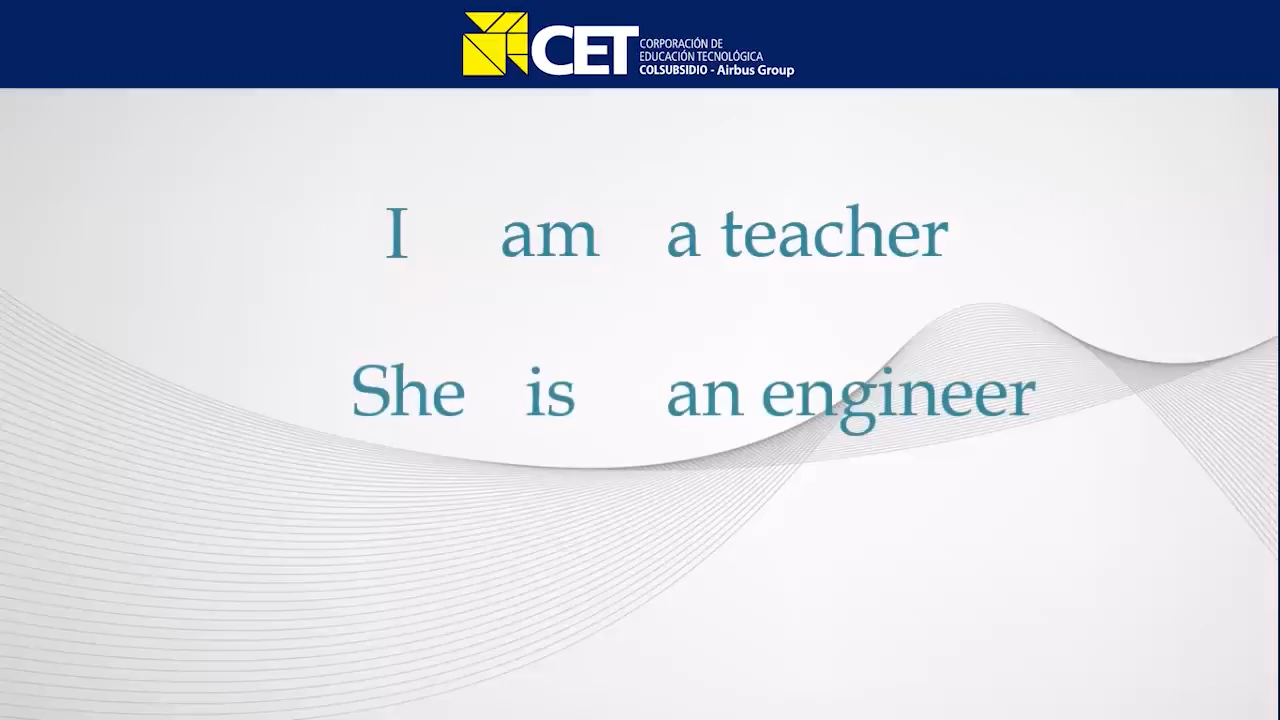 CET
CORPORACIÓN DE
EDUCACIÓN TECNOLÓGICA
COLSUBSIDIO - Airbus Group
I am a teacher
She is an engineer